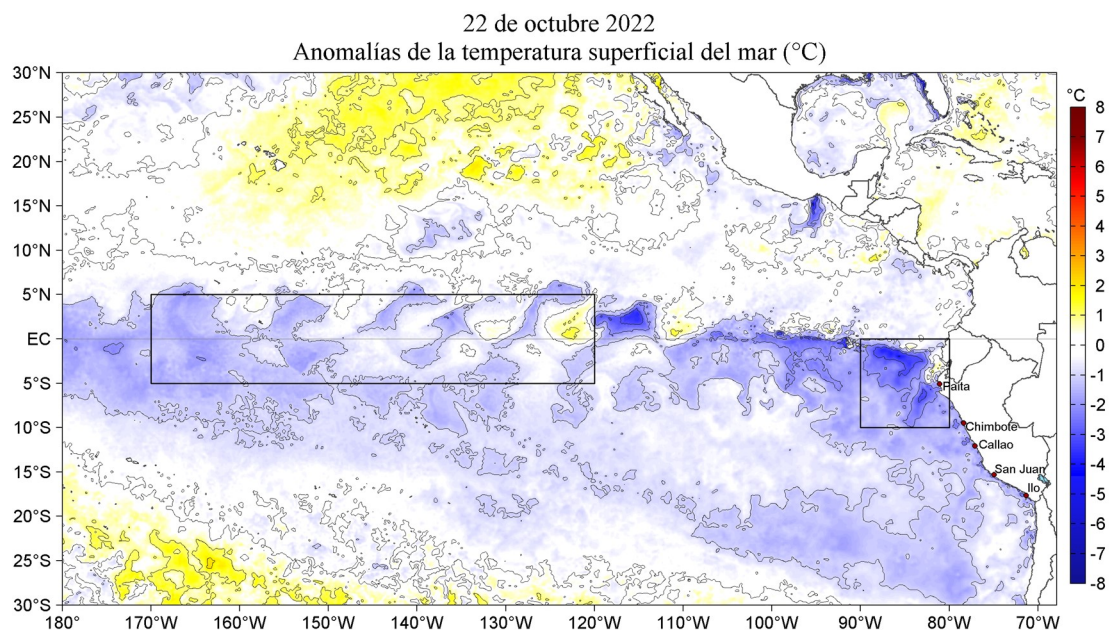 22 de octubre 2022
Anomalías de la temperatura superficial del mar (°C)
30°N
25°N
20°N
15°N
10°N
5°N
EC
5°S
10°S
15°S
20°S
25°S
30°S
180°
170°W
160°W
150°W
140°W
130°W
120°W
110°W
100°W
90°W
80°W
70°W
Paita
Chimbote
Callao
San Juan
Ilo
°C
8
7
6
5
4
3
2
1
0
-1
-2
-3
-4
-5
-6
-7
-8